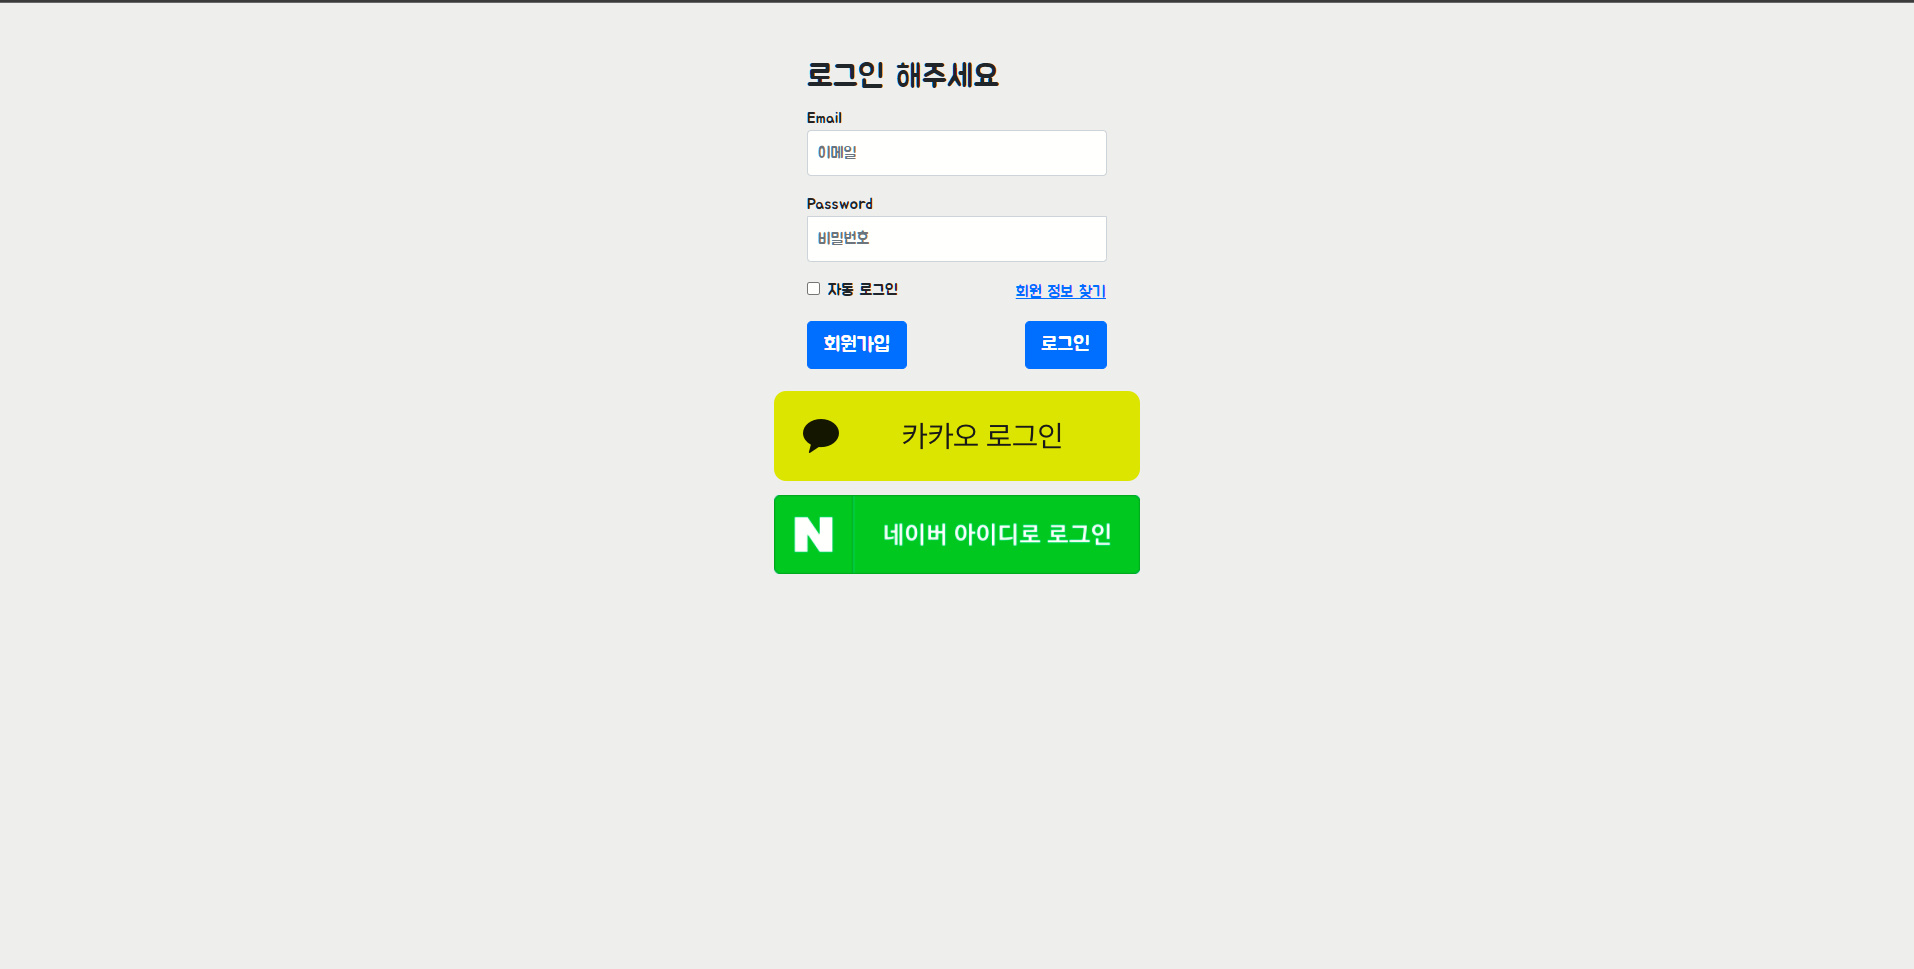 로그인 해주세요
Email
이메일
Password
비밀번호
자동 로그인 회원 정보 찾기
회원가입 로그인
카카오 로그인
N 네이버 아이디로 로그인